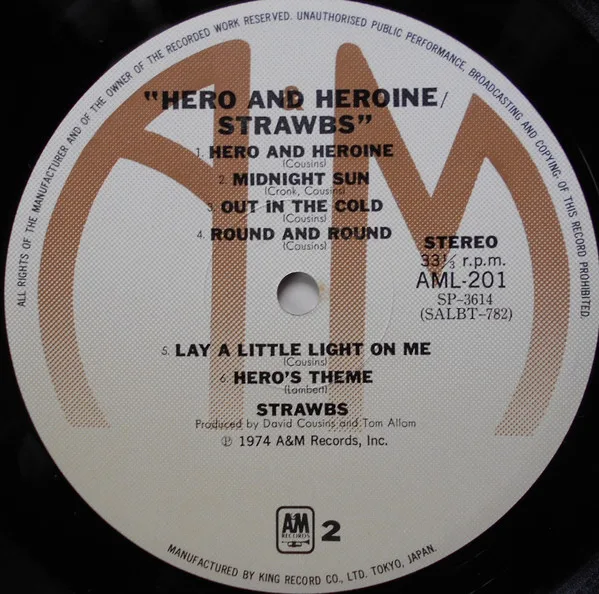 ALL RIGHTS OF THE MANUFACTURER AND OF THE OWNER OF THE RECORDED WORK RESERVED. UNAUTHORISED PUBLIC PERFORMANCE, BROADCASTING AND COPYING OF THIS RECORD PROHIBITED.
A&M
"HERO AND HEROINE/
STRAWBS"
1. HERO AND HEROINE
(Cousins)
2. MIDNIGHT SUN
(Cronk, Cousins)
3. OUT IN THE COLD
(Cousins)
4. ROUND AND ROUND
(Cousins)
STEREO
33⅓ r.p.m.
AML-201
SP-3614
(SALBT-782)
5. LAY A LITTLE LIGHT ON ME
(Cousins)
6. HERO'S THEME
(Lambert)
STRAWBS
Produced by David Cousins and Tom Allom
Ⓟ 1974 A&M Records, Inc.
A&M
RECORDS
2
MANUFACTURED BY KING RECORD CO., LTD. TOKYO, JAPAN.